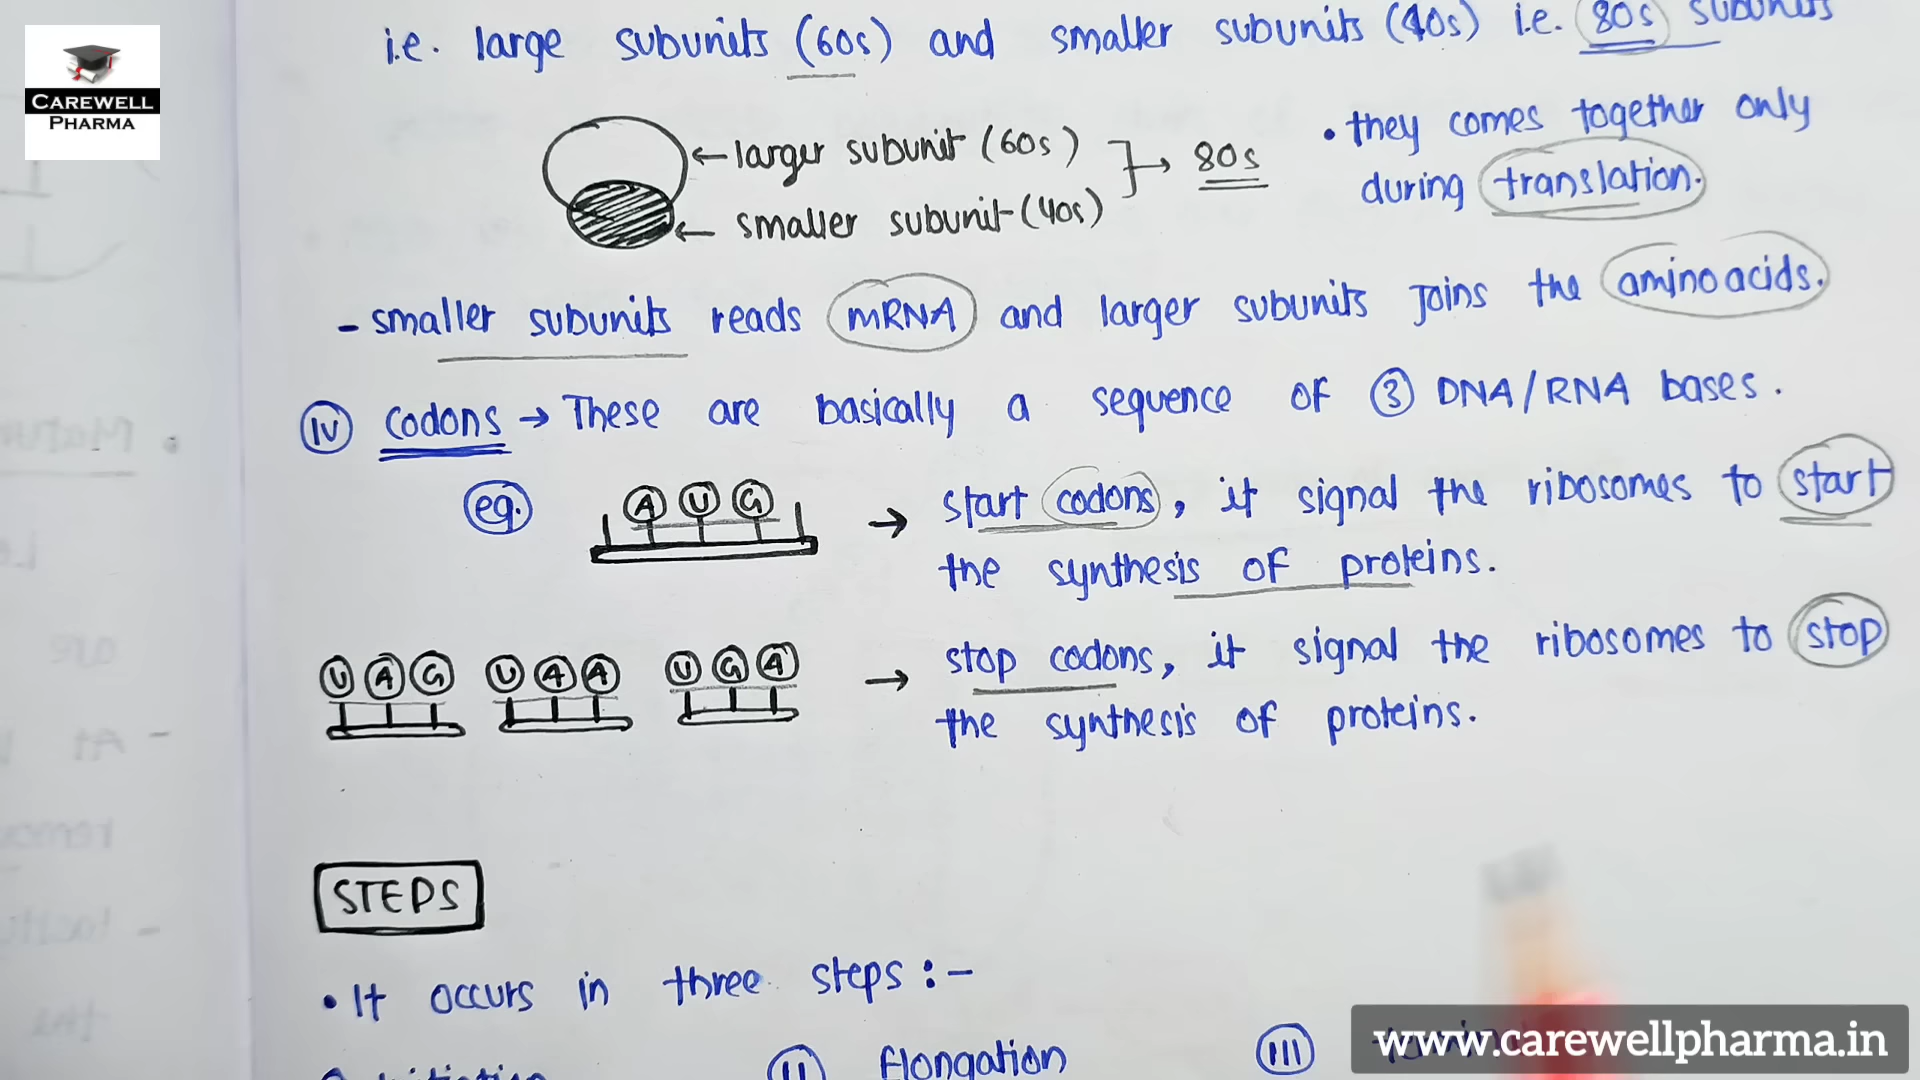 i.e. large subunits (60s) and smaller subunits (40s) i.e. 80s subunits
CAREWELL
PHARMA
←larger subunit (60s)
← smaller subunit (40s)
→ 80s
• they comes together only
during translation.
- smaller subunits reads mRNA and larger subunits Joins the amino acids.
iv codons → These are basically a sequence of 3 DNA/RNA bases.
eg.
A U G
→ start codons, it signal the ribosomes to start
the synthesis of proteins.
U A G U A A U G A
→ stop codons, it signal the ribosomes to stop
the synthesis of proteins.
STEPS
• It occurs in three steps :-
II Elongation
III
www.carewellpharma.in